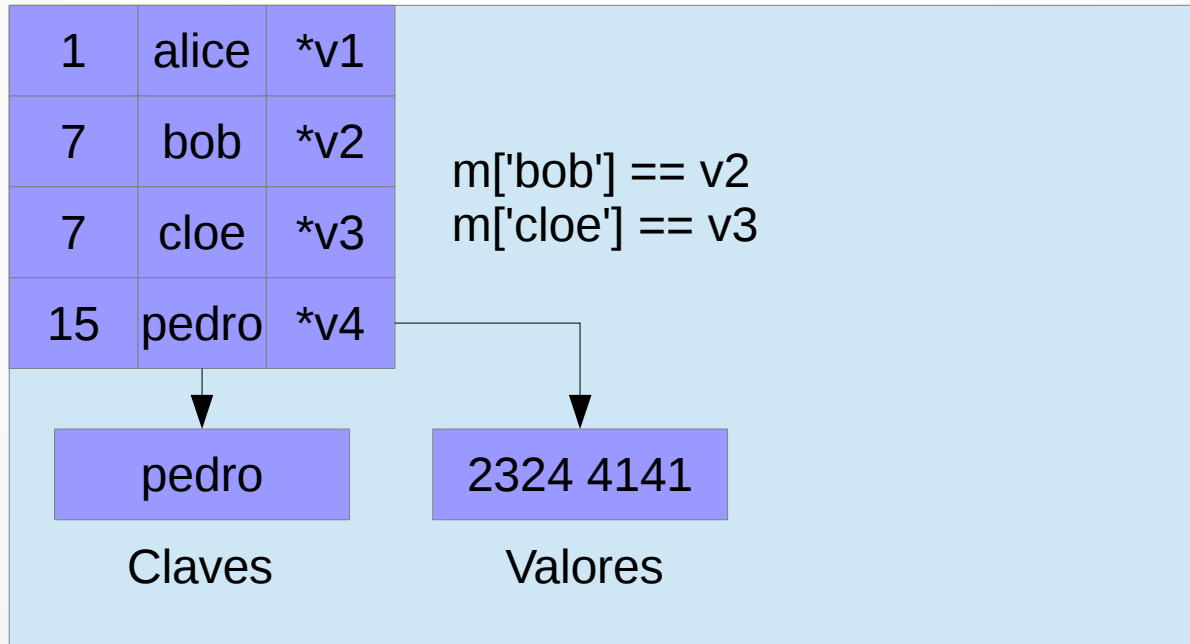 1 alice *v1
7 bob *v2
m['bob'] == v2
m['cloe'] == v3
7 cloe *v3
15 pedro *v4
pedro
2324 4141
Claves
Valores